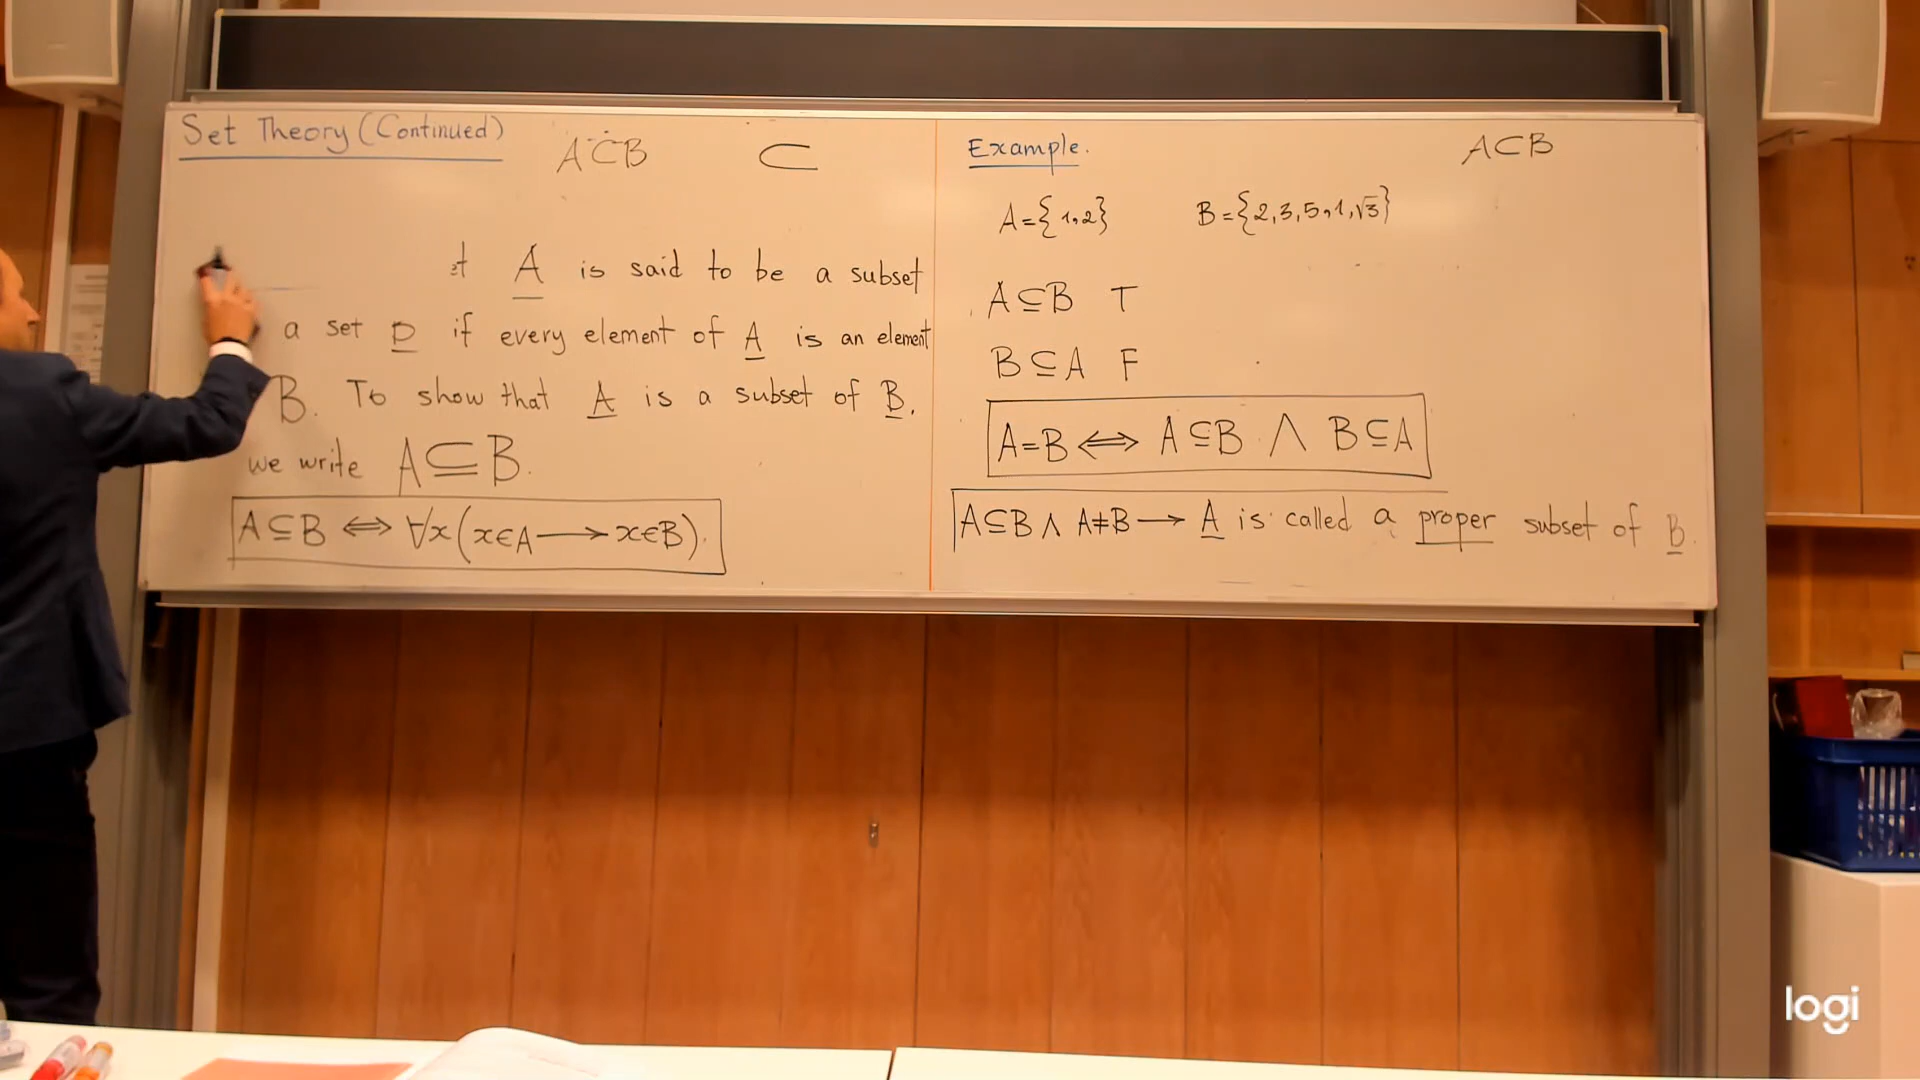 Set Theory (Continued)
A⊂B ⊂
A is said to be a subset
a set if every element of A is an element
B. To show that A is a subset of B,
we write A⊆B.
A⊆B ⟺ ∀x(x∈A ⟶ x∈B).
Example.
A⊂B
A={1,2} B={2,3,5,1,√3}
A⊆B T
B⊆A F
A=B ⟺ A⊆B ∧ B⊆A
A⊆B ∧ A≠B ⟶ A is called a proper subset of B.
logi